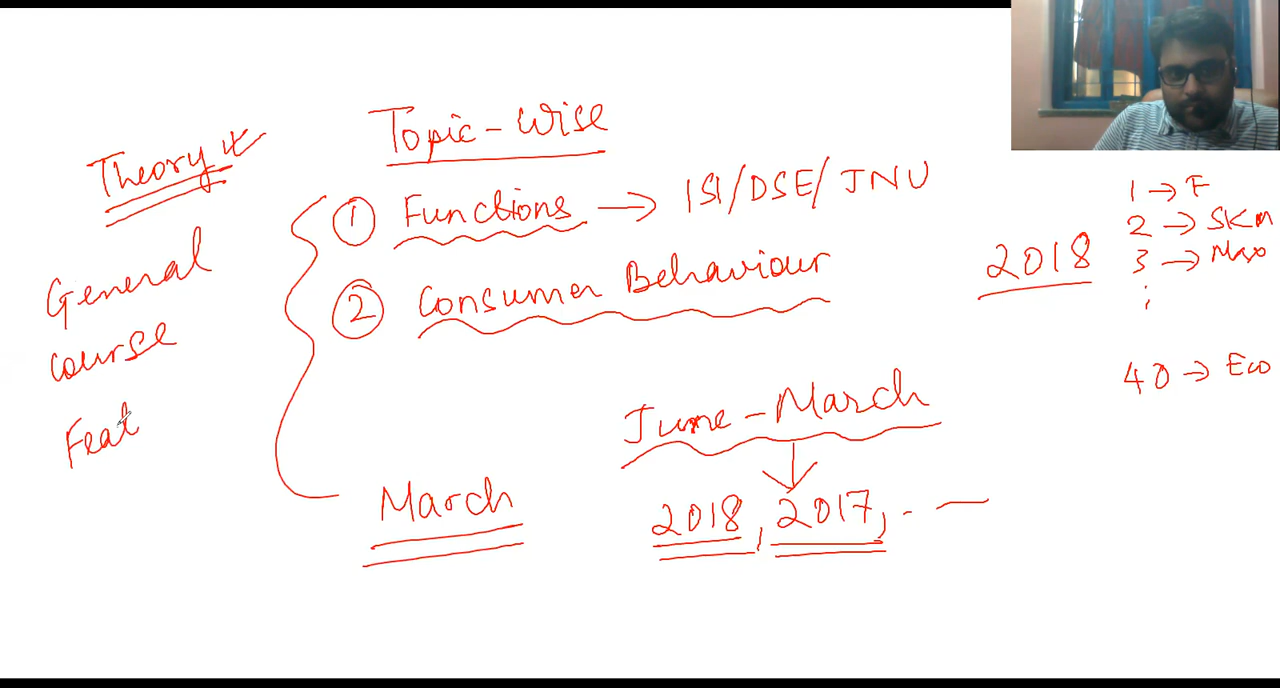 Topic-Wise
Theory
① Functions → ISI/DSE/JNU
② Consumer Behaviour
General
course
Feat
June-March
March
2018, 2017, . —
2018
1 → F
2 → SKM
3 → Max
:
40 → Eco